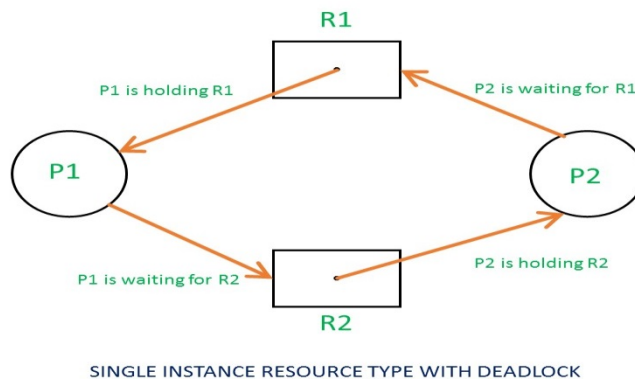 R1
P1 is holding R1
P2 is waiting for R1
P1
P2
P1 is waiting for R2
P2 is holding R2
R2
SINGLE INSTANCE RESOURCE TYPE WITH DEADLOCK